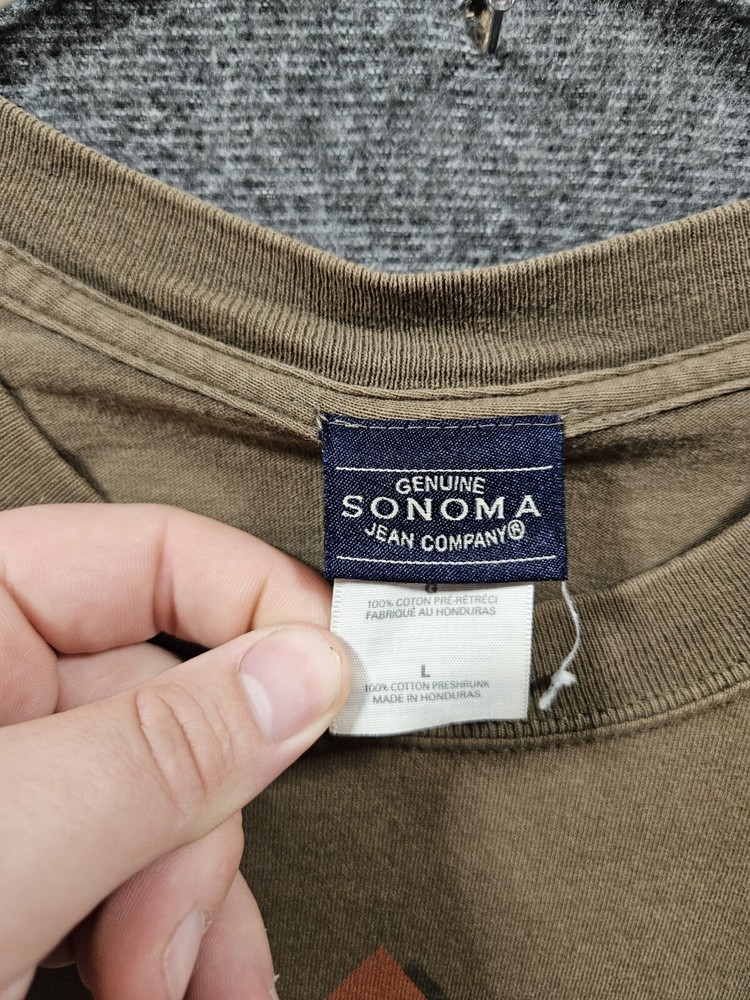 GENUINE
SONOMA
JEAN COMPANY®
G
100% COTON PRÉ-RÉTRÉCI
FABRIQUÉ AU HONDURAS
L
100% COTTON PRESHRUNK
MADE IN HONDURAS